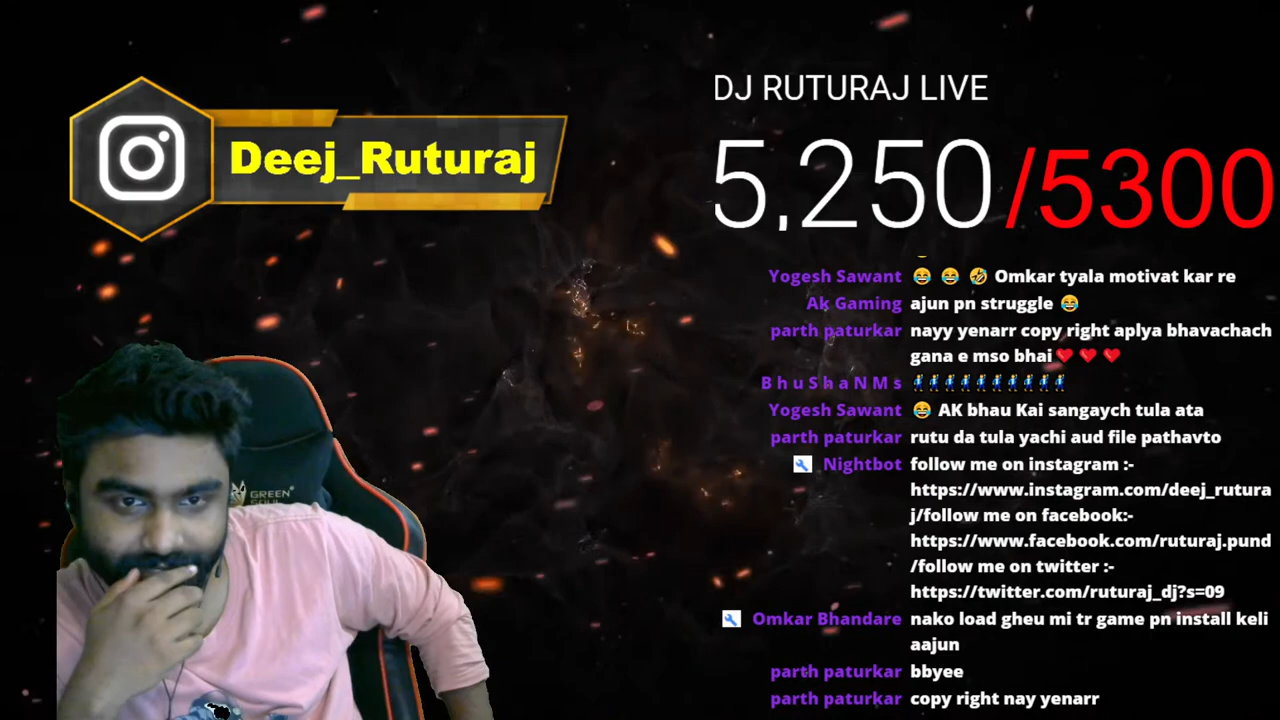 Deej_Ruturaj
DJ RUTURAJ LIVE
5,250/5300
Yogesh Sawant 😂 😂 🤣 Omkar tyala motivat kar re
Ak Gaming ajun pn struggle 😂
parth paturkar nayy yenarr copy right aplya bhavachach
gana e mso bhai❤️ ❤️ ❤️
B h u S h a N M s
Yogesh Sawant 😂 AK bhau Kai sangaych tula ata
parth paturkar rutu da tula yachi aud file pathavto
Nightbot follow me on instagram :-
https://www.instagram.com/deej_rutura
j/follow me on facebook:-
https://www.facebook.com/ruturaj.pund
/follow me on twitter :-
https://twitter.com/ruturaj_dj?s=09
Omkar Bhandare nako load gheu mi tr game pn install keli
aajun
parth paturkar bbyee
parth paturkar copy right nay yenarr
GREEN